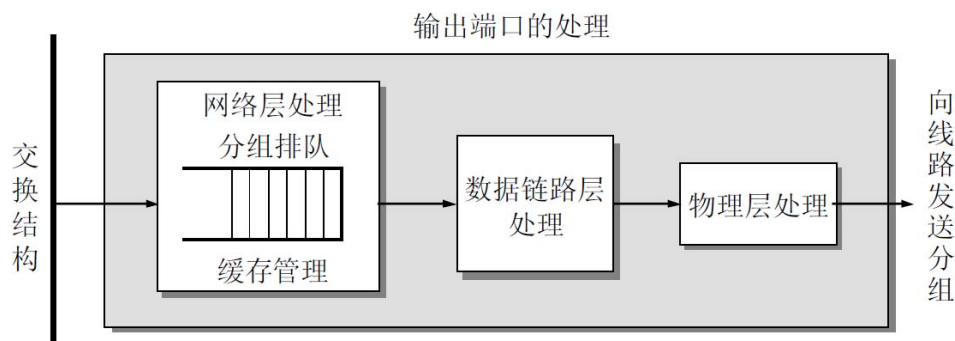 输出端口的处理
交换结构
网络层处理
分组排队
缓存管理
数据链路层
处理
物理层处理
向线路发送分组